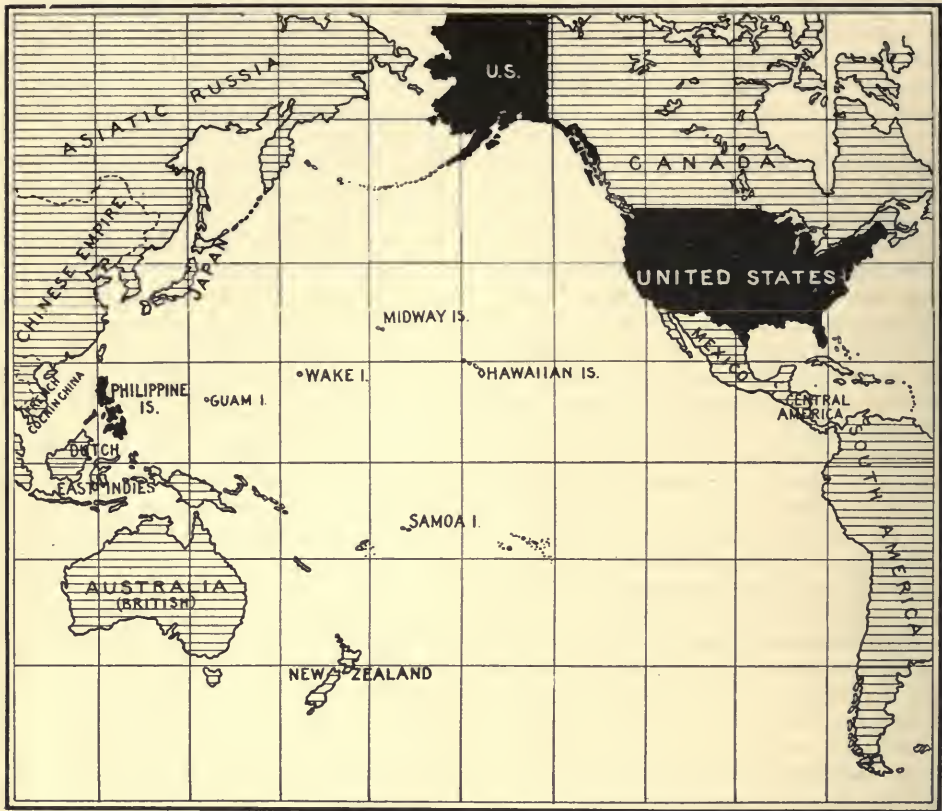 U.S.
ASIATIC RUSSIA
CANADA
CHINESE EMPIRE
JAPAN
UNITED STATES
MIDWAY IS.
MEXICO
WAKE I.
HAWAIIAN IS.
PHILIPPINE
IS.
GUAM I.
FRENCH
COCHIN CHINA
CENTRAL
AMERICA
DUTCH
EAST INDIES
SOUTH AMERICA
SAMOA I.
AUSTRALIA
(BRITISH)
NEW ZEALAND